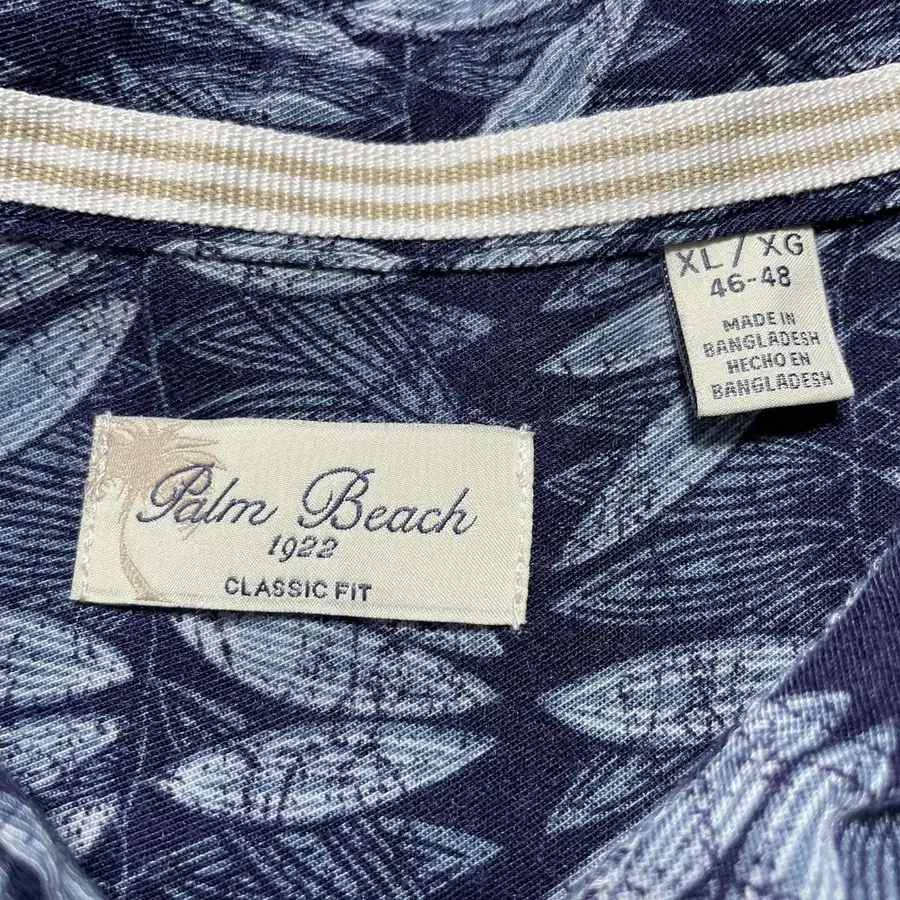 XL / XG
46-48
MADE IN
BANGLADESH
HECHO EN
BANGLADESH
Palm Beach
1922
CLASSIC FIT